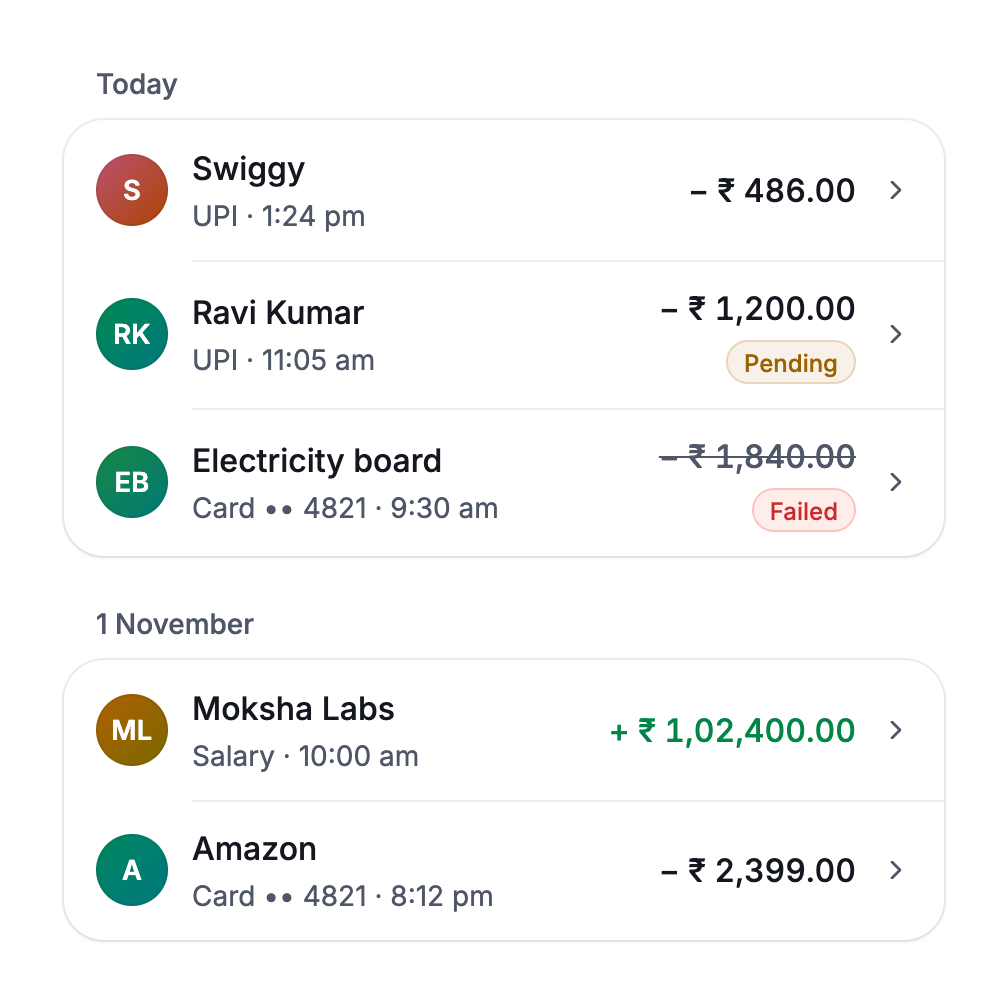 Today
S
Swiggy
– ₹ 486.00
UPI · 1:24 pm
RK
Ravi Kumar
– ₹ 1,200.00
UPI · 11:05 am
Pending
EB
Electricity board
– ₹ 1,840.00
Card •• 4821 · 9:30 am
Failed
1 November
ML
Moksha Labs
+ ₹ 1,02,400.00
Salary · 10:00 am
A
Amazon
– ₹ 2,399.00
Card •• 4821 · 8:12 pm